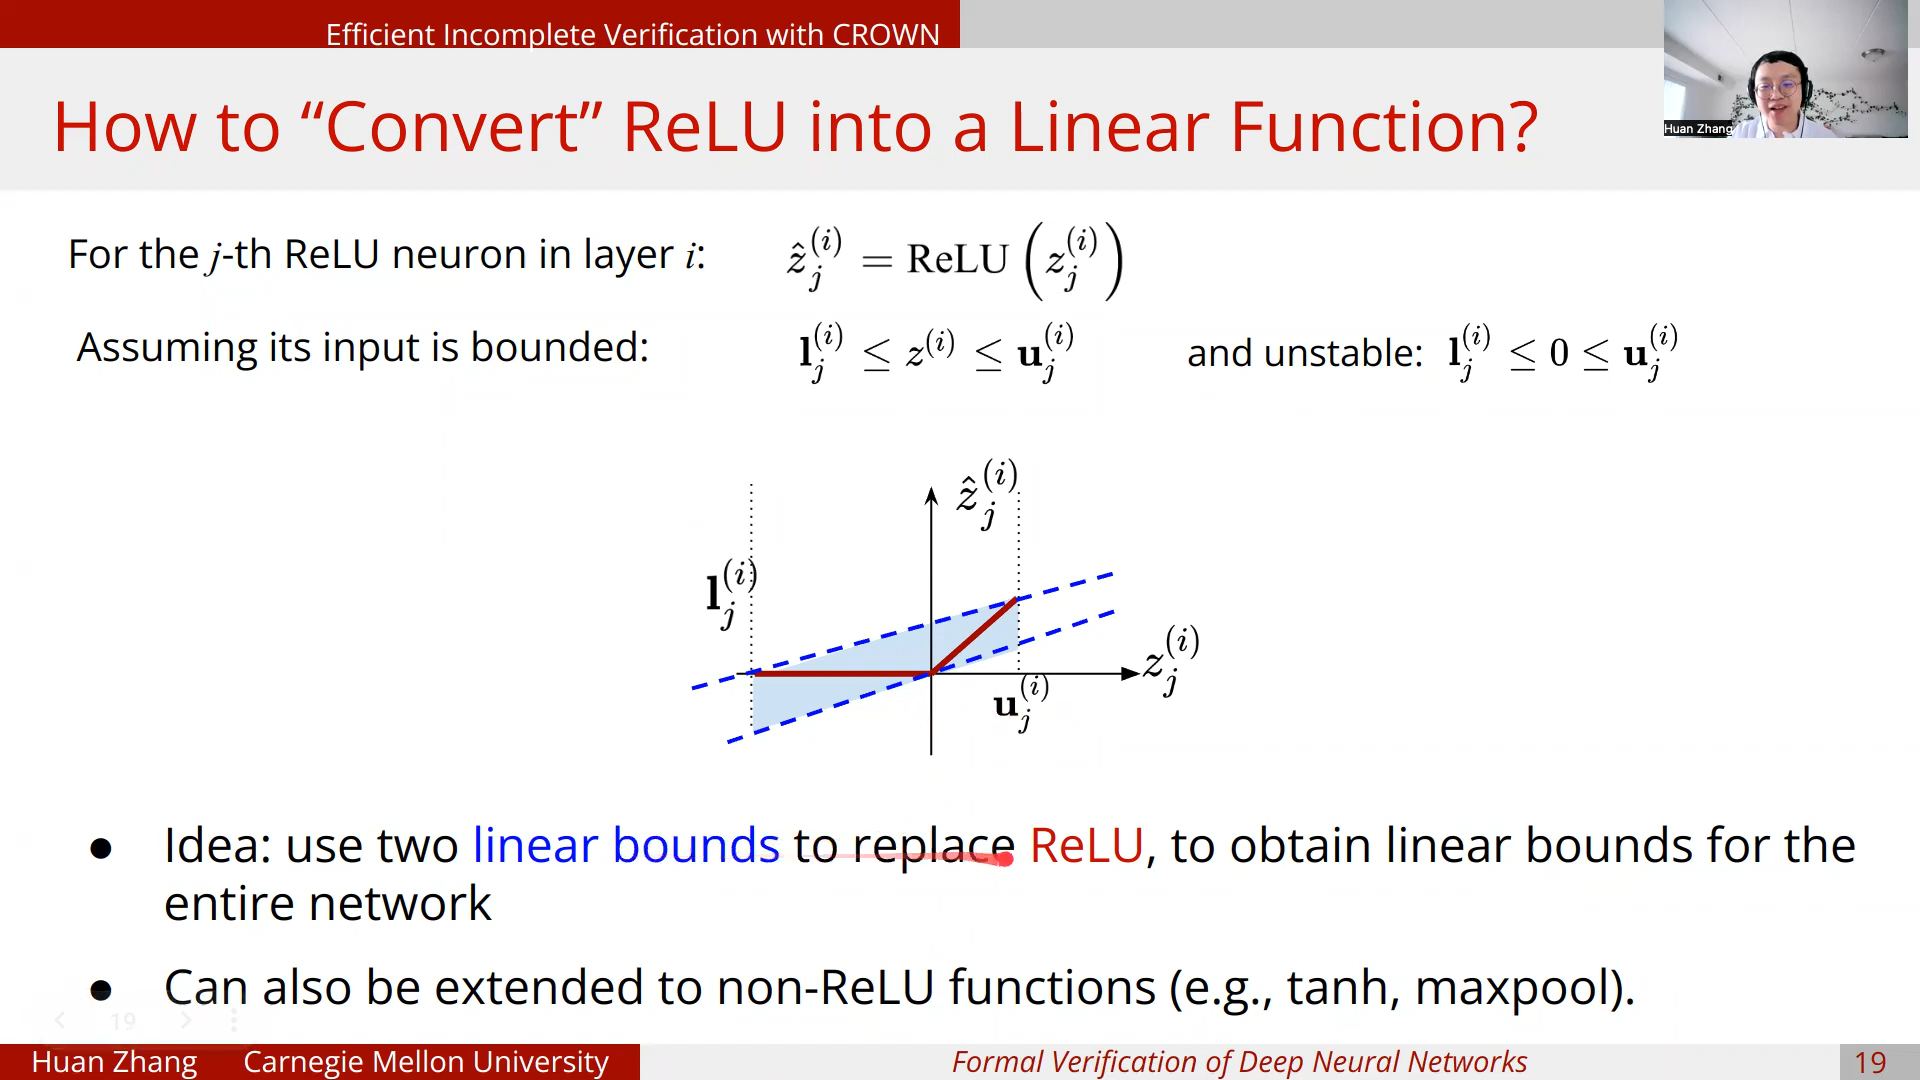 Efficient Incomplete Verification with CROWN
How to “Convert” ReLU into a Linear Function?
Huan Zhang
For the j-th ReLU neuron in layer i: ẑ_j^(i) = ReLU (z_j^(i))
Assuming its input is bounded: l_j^(i) ≤ z^(i) ≤ u_j^(i) and unstable: l_j^(i) ≤ 0 ≤ u_j^(i)
ẑ_j^(i)
l_j^(i)
z_j^(i)
u_j^(i)
● Idea: use two linear bounds to replace ReLU, to obtain linear bounds for the
entire network
● Can also be extended to non-ReLU functions (e.g., tanh, maxpool).
19
Huan Zhang Carnegie Mellon University Formal Verification of Deep Neural Networks 19